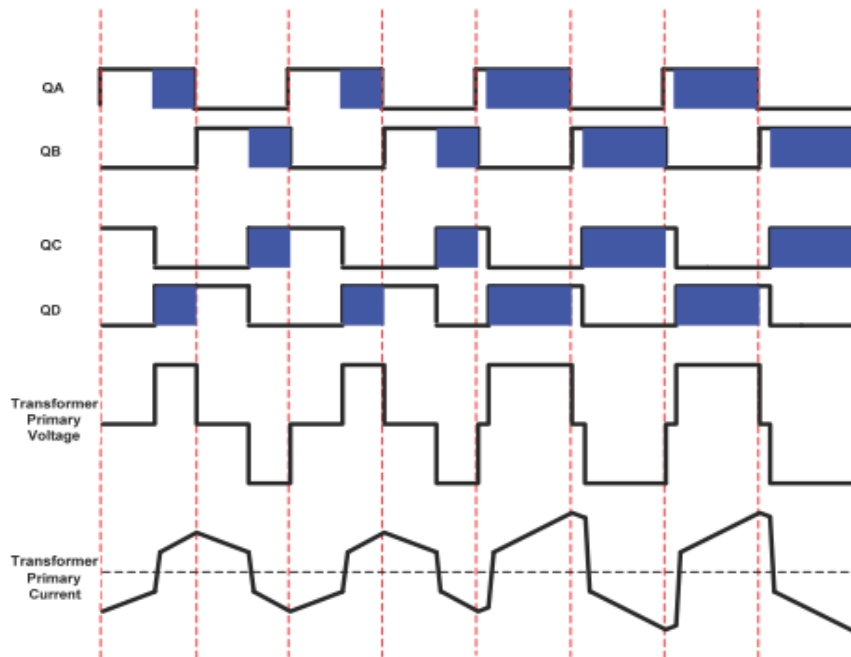 QA
QB
QC
QD
Transformer
Primary
Voltage
Transformer
Primary
Current